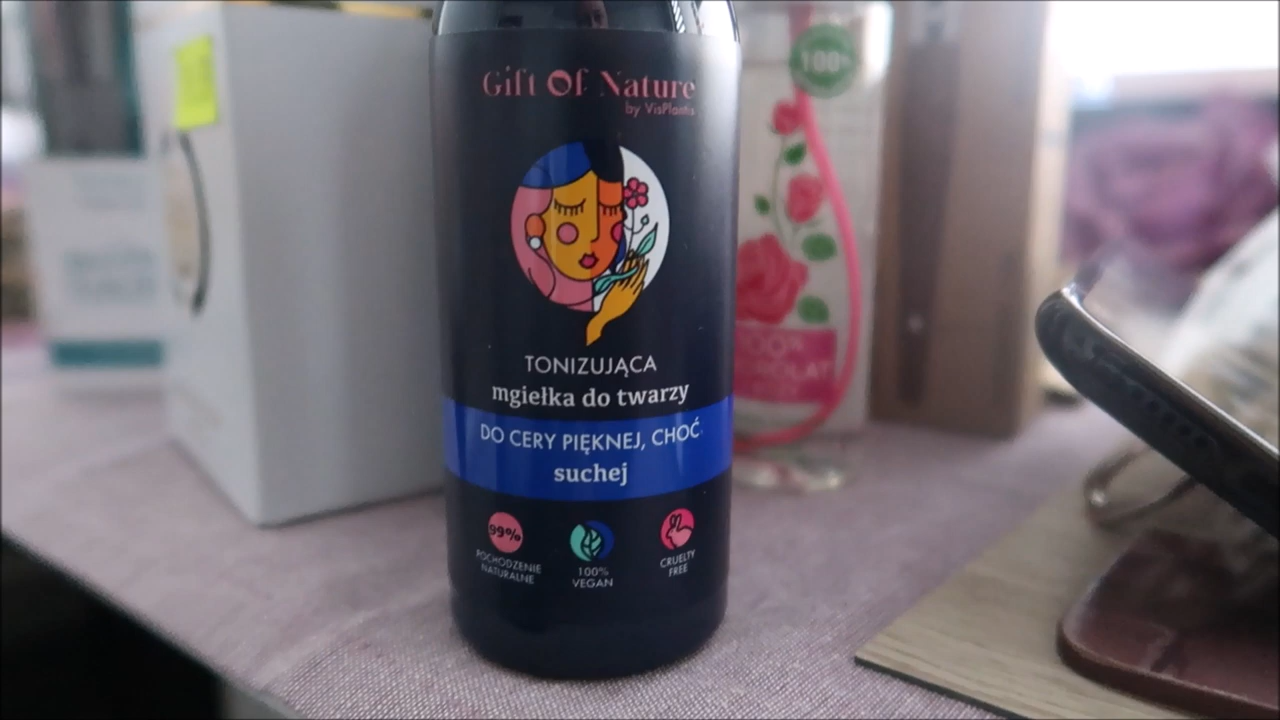 Gift Of Nature
by VisPlantis
TONIZUJĄCA
mgiełka do twarzy
DO CERY PIĘKNEJ, CHOĆ
suchej
99%
POCHODZENIE
NATURALNE
100%
VEGAN
CRUELTY
FREE
100%
100%